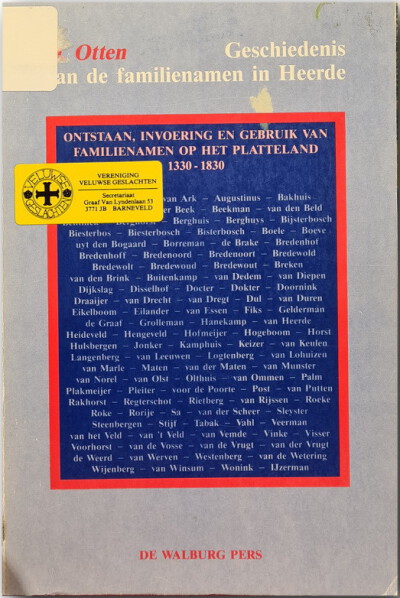 Otten Geschiedenis
an de familienamen in Heerde
ONTSTAAN, INVOERING EN GEBRUIK VAN
FAMILIENAMEN OP HET PLATTELAND
1330-1830
VELUWSE
GESLACHTEN
VERENIGING
VELUWSE GESLACHTEN
Secretariaat
Graaf Van Lyndenlaan 53
3771 JB BARNEVELD
van Ark – Augustinus – Bakhuis
der Beek – Beekman – van den Beld
Berghuis – Berghuys – Bijsterbosch
Biesterbos – Biesterbosch – Bisterbosch – Boele – Boeve
uyt den Bogaard – Borreman – de Brake – Bredenhof
Bredenhoff – Bredenoord – Bredenoort – Bredewold
Bredewolt – Bredewoud – Bredewout – Breken
van den Brink – Buitenkamp – van Dedem – van Diepen
Dijkslag – Disselhof – Docter – Dokter – Doornink
Draaijer – van Drecht – van Dregt – Dul – van Duren
Eikelboom – Eilander – van Essen – Fiks – Gelderman
de Graaf – Grolleman – Hanekamp – van Heerde
Heideveld – Hengeveld – Hofmeijer – Hogeboom – Horst
Hulsbergen – Jonker – Kamphuis – Keizer – van Keulen
Langenberg – van Leeuwen – Logtenberg – van Lohuizen
van Marle – Maten – van der Maten – van Munster
van Norel – van Olst – Olthuis – van Ommen – Palm
Plakmeijer – Pleiter – voor de Poorte – Post – van Putten
Rakhorst – Regterschot – Rietberg – van Rijssen – Roeke
Roke – Rorije – Sa – van der Scheer – Sleyster
Steenbergen – Stijf – Tabak – Vahl – Veerman
van het Veld – van 't Veld – van Vemde – Vinke – Visser
Voorhorst – van de Vosse – van de Vrugt – van der Vrugt
de Weerd – van Werven – Westenberg – van de Wetering
Wijenberg – van Winsum – Wonink – IJzerman
DE WALBURG PERS